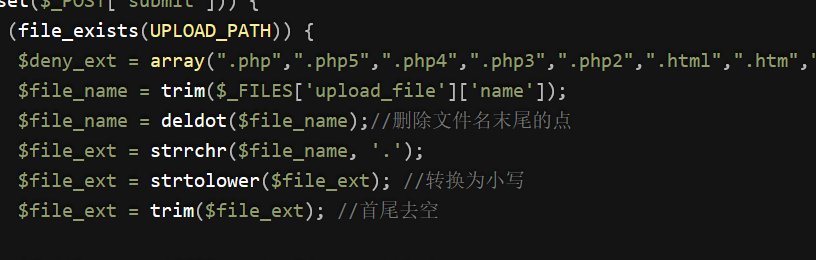 set($_POST['submit'])) {
(file_exists(UPLOAD_PATH)) {
$deny_ext = array(".php",".php5",".php4",".php3",".php2",".html",".htm","
$file_name = trim($_FILES['upload_file']['name']);
$file_name = deldot($file_name);//删除文件名末尾的点
$file_ext = strrchr($file_name, '.');
$file_ext = strtolower($file_ext); //转换为小写
$file_ext = trim($file_ext); //首尾去空